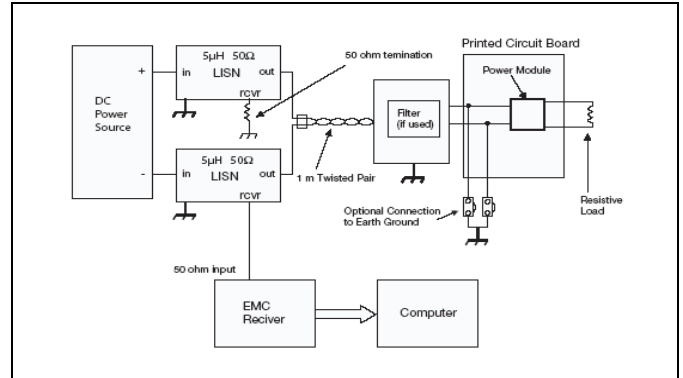 Printed Circuit Board
5µH 50Ω
LISN
in
out
rcvr
50 ohm temination
Power Module
+
DC
Power
Source
Filter
(if used)
-
5µH 50Ω
LISN
in
out
rcvr
1 m Twisted Pair
Optional Connection
to Earth Ground
Resistive
Load
50 ohm input
EMC
Reciver
Computer